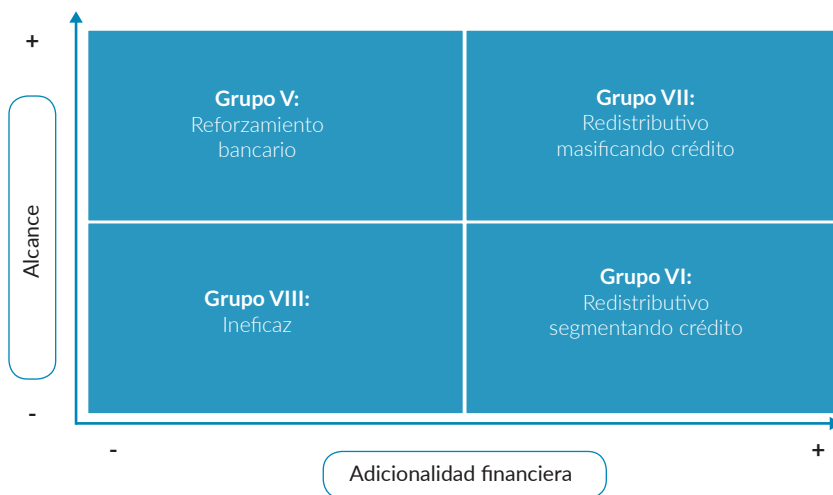 +
Grupo V:
Reforzamiento
bancario
Grupo VII:
Redistributivo
masificando crédito
Alcance
Grupo VIII:
Ineficaz
Grupo VI:
Redistributivo
segmentando crédito
-
-
+
Adicionalidad financiera